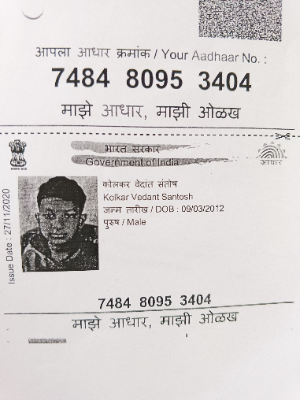 आपला आधार क्रमांक / Your Aadhaar No. :
7484 8095 3404
माझे आधार, माझी ओळख
भारत सरकार
Government of India
आधार
Issue Date : 27/11/2020
कोलकर वेदांत संतोष
Kolkar Vedant Santosh
जन्म तारीख / DOB : 09/03/2012
पुरुष / Male
7484 8095 3404
माझे आधार, माझी ओळख